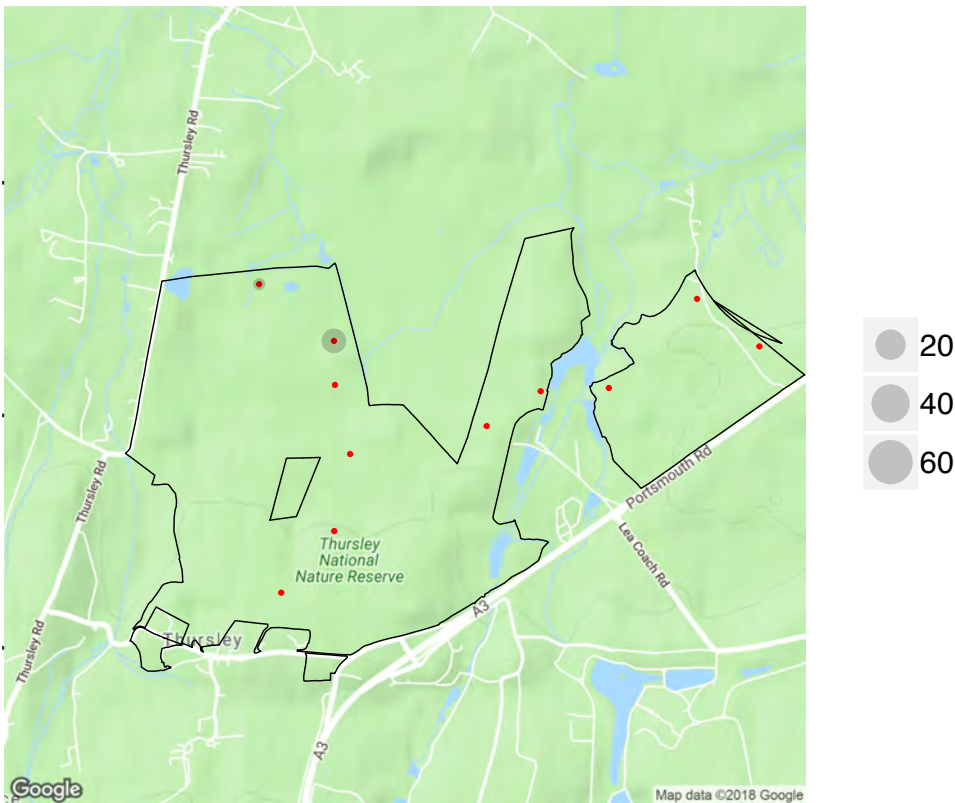 Thursley Rd
20
40
Thursley Rd
60
Portsmouth Rd
Lea Coach Rd
Thursley
National
Nature Reserve
A3
Thursley
Thursley Rd
A3
Google
Map data ©2018 Google